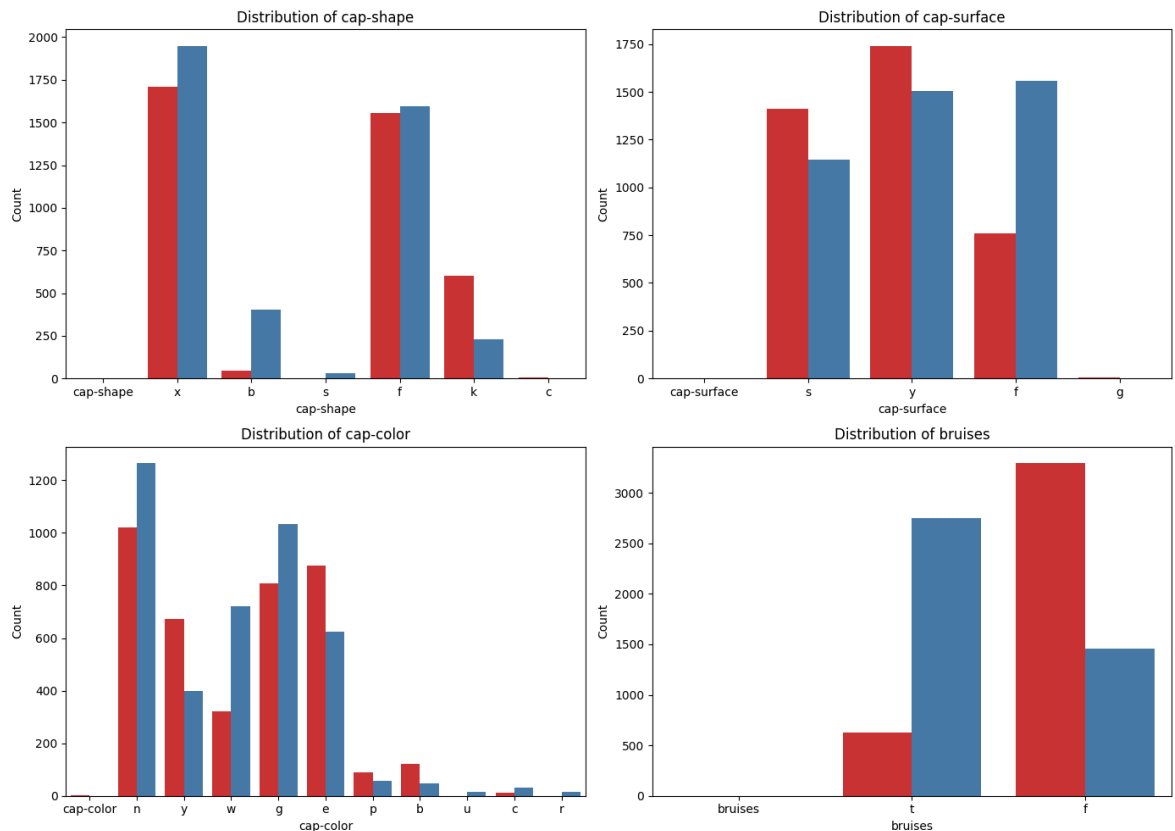 Distribution of cap-shape
Count
2000
1750
1500
1250
1000
750
500
250
0
cap-shape x b s f k c
cap-shape
Distribution of cap-surface
Count
1750
1500
1250
1000
750
500
250
0
cap-surface s y f g
cap-surface
Distribution of cap-color
Count
1200
1000
800
600
400
200
0
cap-color n y w g e p b u c r
cap-color
Distribution of bruises
Count
3000
2500
2000
1500
1000
500
0
bruises t f
bruises